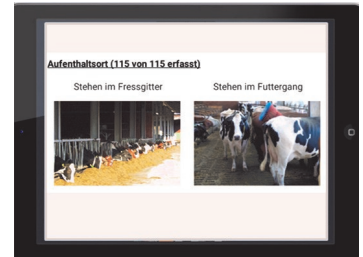 Aufenthaltsort (115 von 115 erfasst)
Stehen im Fressgitter
Stehen im Futtergang